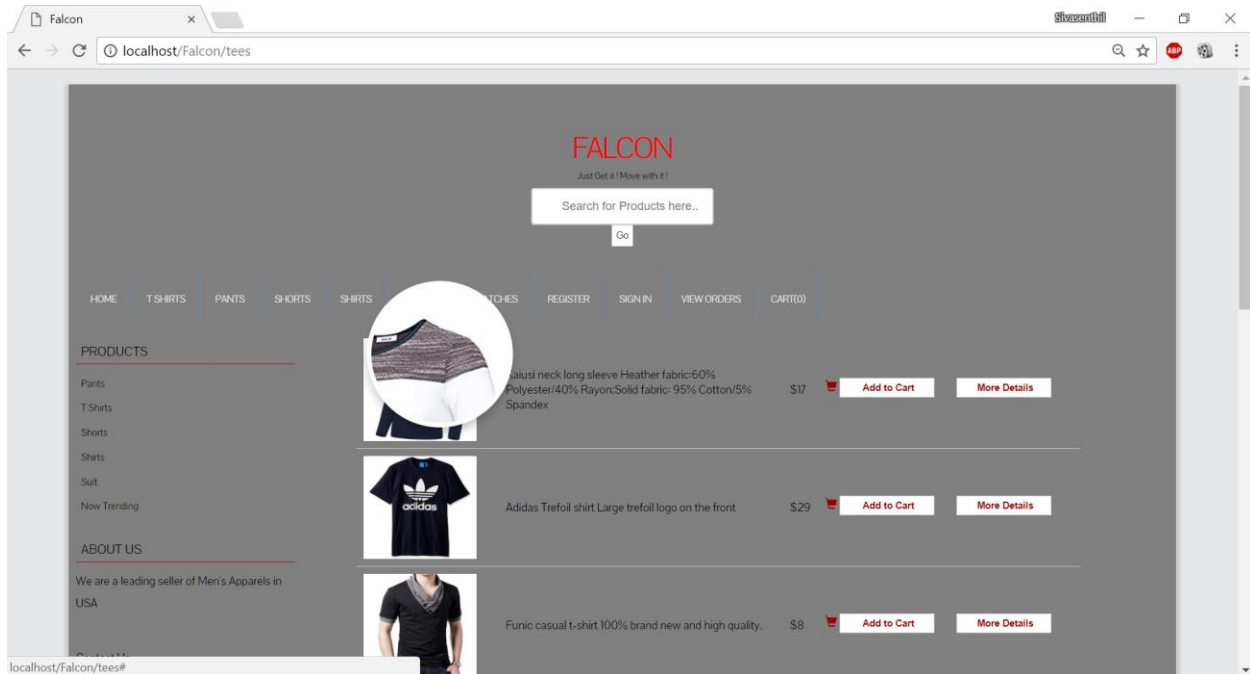 Falcon
Sivasenthil
localhost/Falcon/tees
ABP
FALCON
Just Get it ! Move with it !
Search for Products here..
Go
HOME T SHIRTS PANTS SHORTS SHIRTS REGISTER SIGN IN VIEW ORDERS CART(0)
PRODUCTS
Pants
T Shirts
Shorts
Shirts
Suit
Now Trending
ABOUT US
We are a leading seller of Men's Apparels in
USA
neck long sleeve Heather fabric:60%
Polyester/40% Rayon;Solid fabric: 95% Cotton/5%
Spandex
$17
Add to Cart
More Details
adidas
Adidas Trefoil shirt Large trefoil logo on the front
$29
Add to Cart
More Details
Funic casual t-shirt 100% brand new and high quality.
$8
Add to Cart
More Details
localhost/Falcon/tees#